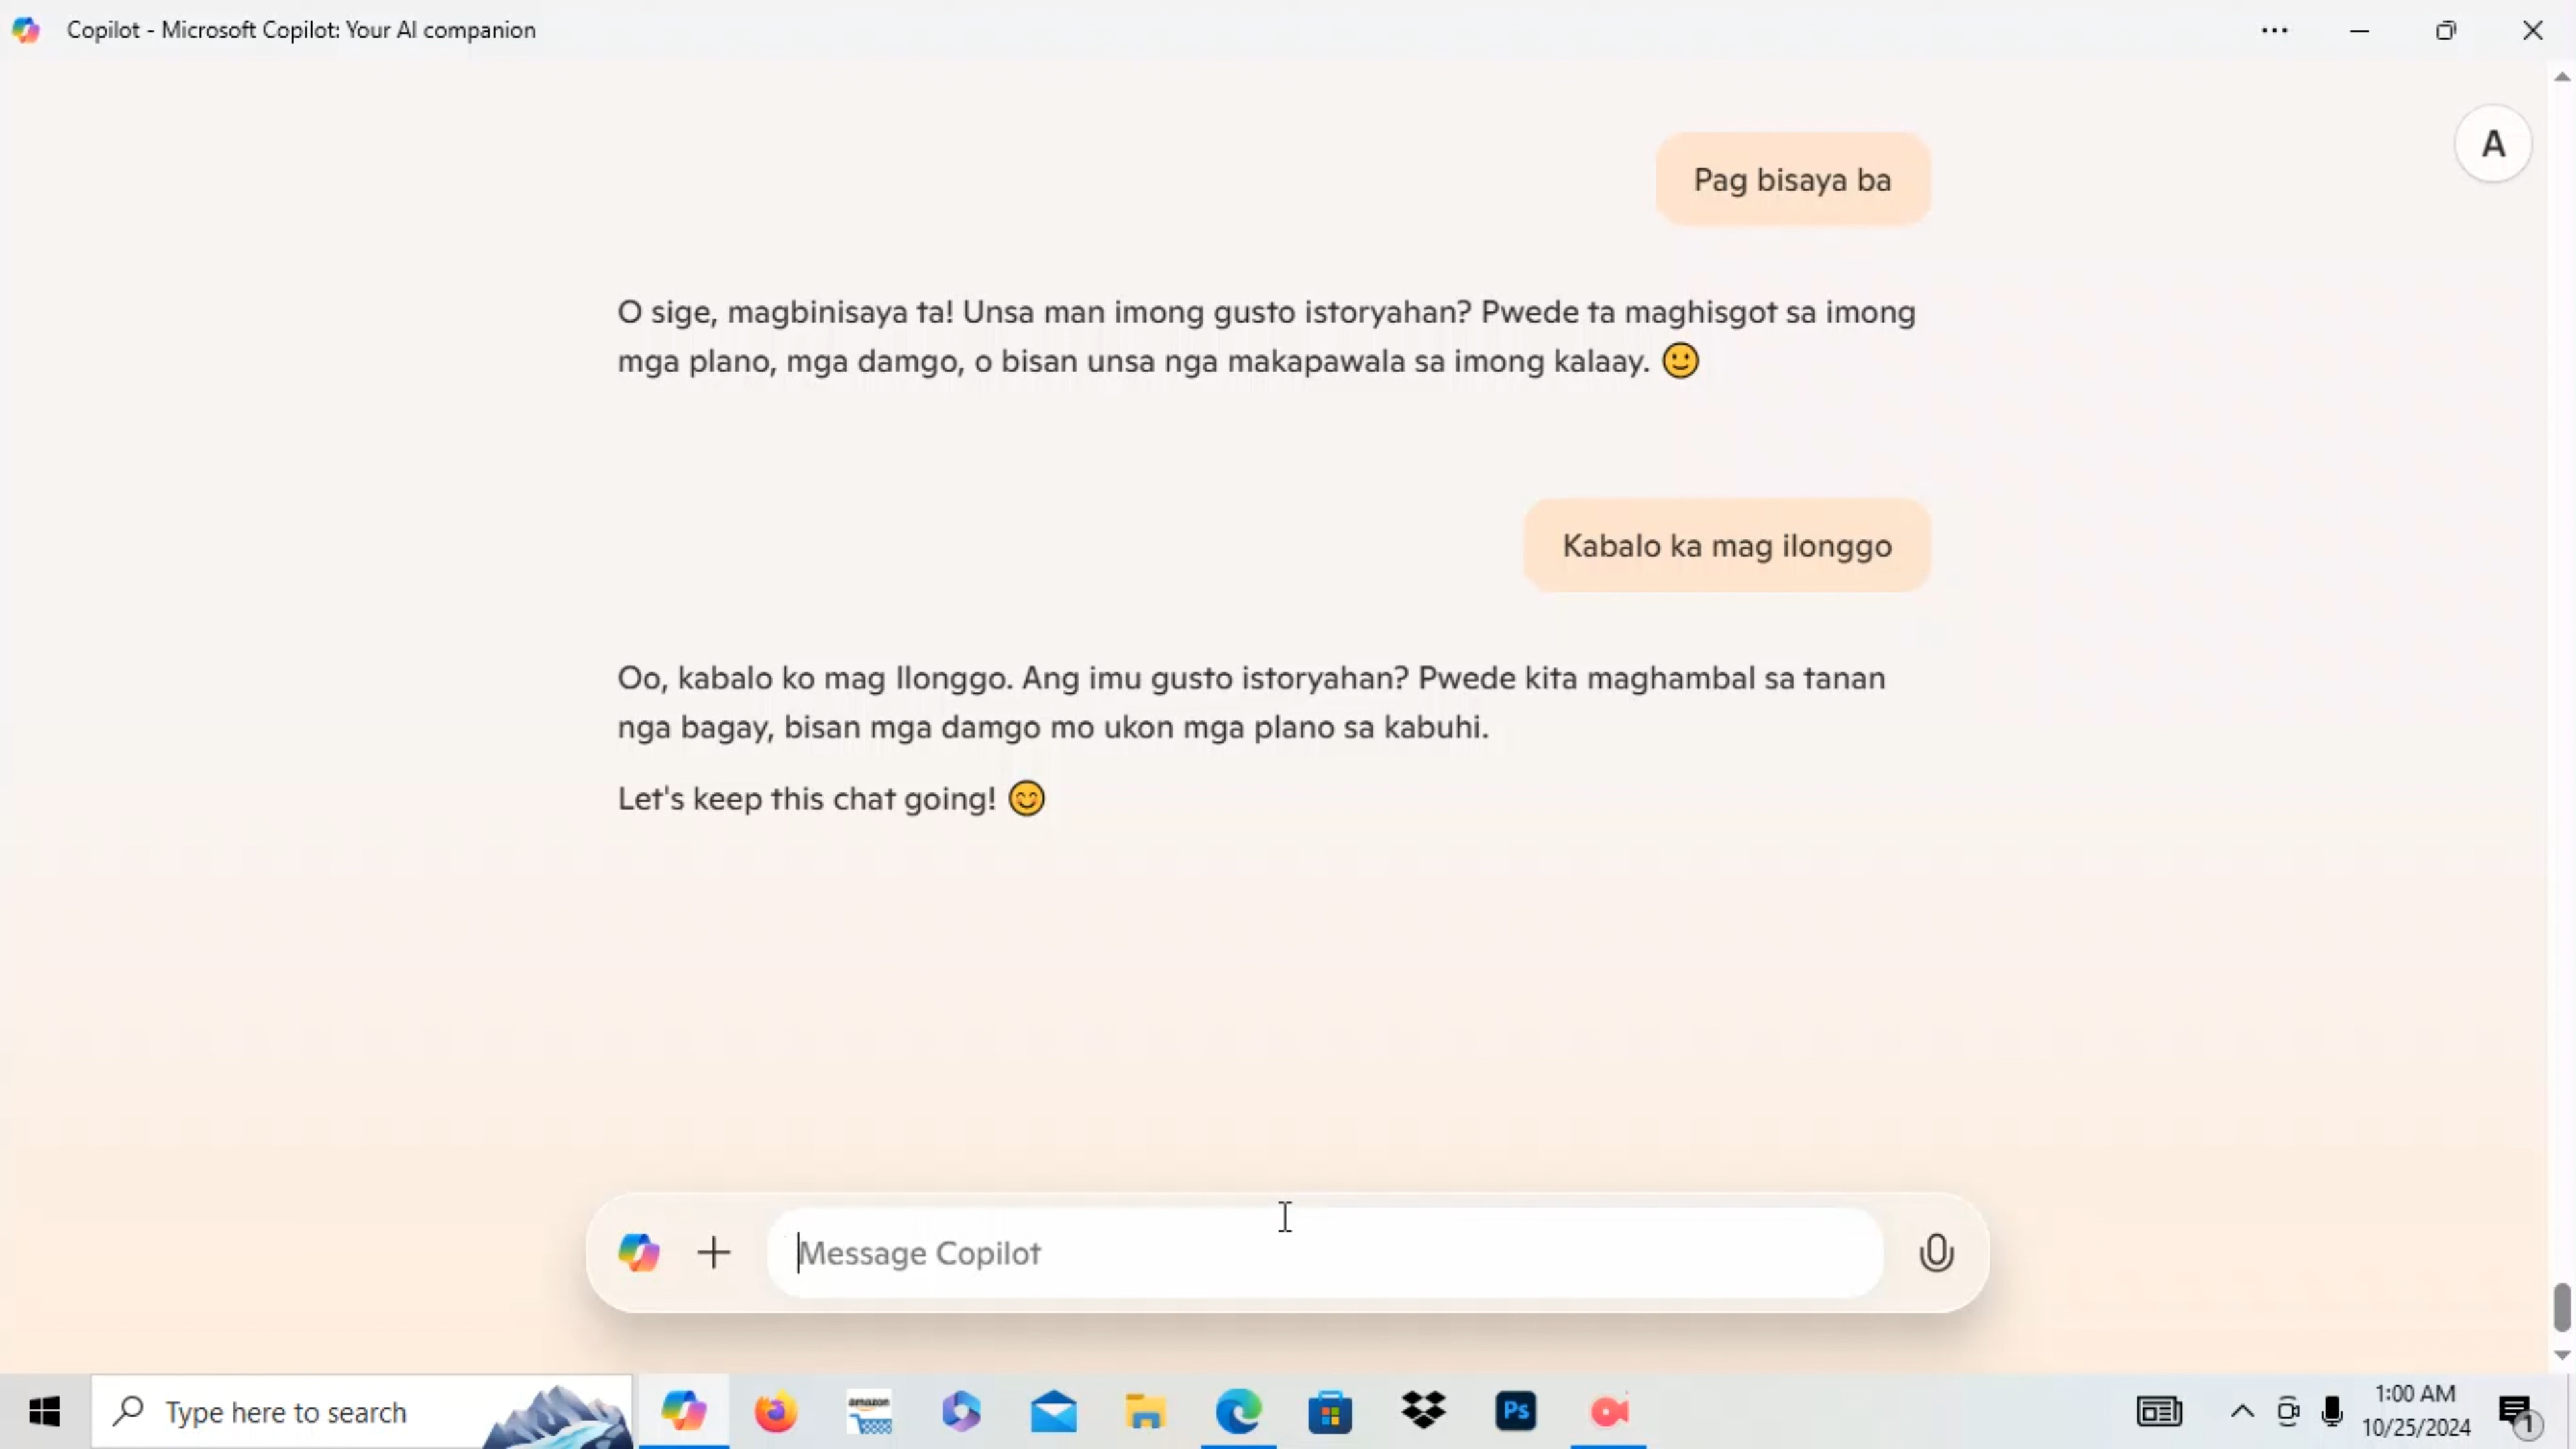 Copilot - Microsoft Copilot: Your AI companion
A
Pag bisaya ba
O sige, magbinisaya ta! Unsa man imong gusto istoryahan? Pwede ta maghisgot sa imong
mga plano, mga damgo, o bisan unsa nga makapawala sa imong kalaay. 🙂
Kabalo ka mag ilonggo
Oo, kabalo ko mag Ilonggo. Ang imu gusto istoryahan? Pwede kita maghambal sa tanan
nga bagay, bisan mga damgo mo ukon mga plano sa kabuhi.
Let's keep this chat going! 😊
Message Copilot
Type here to search
amazon
Ps
1:00 AM
10/25/2024
1